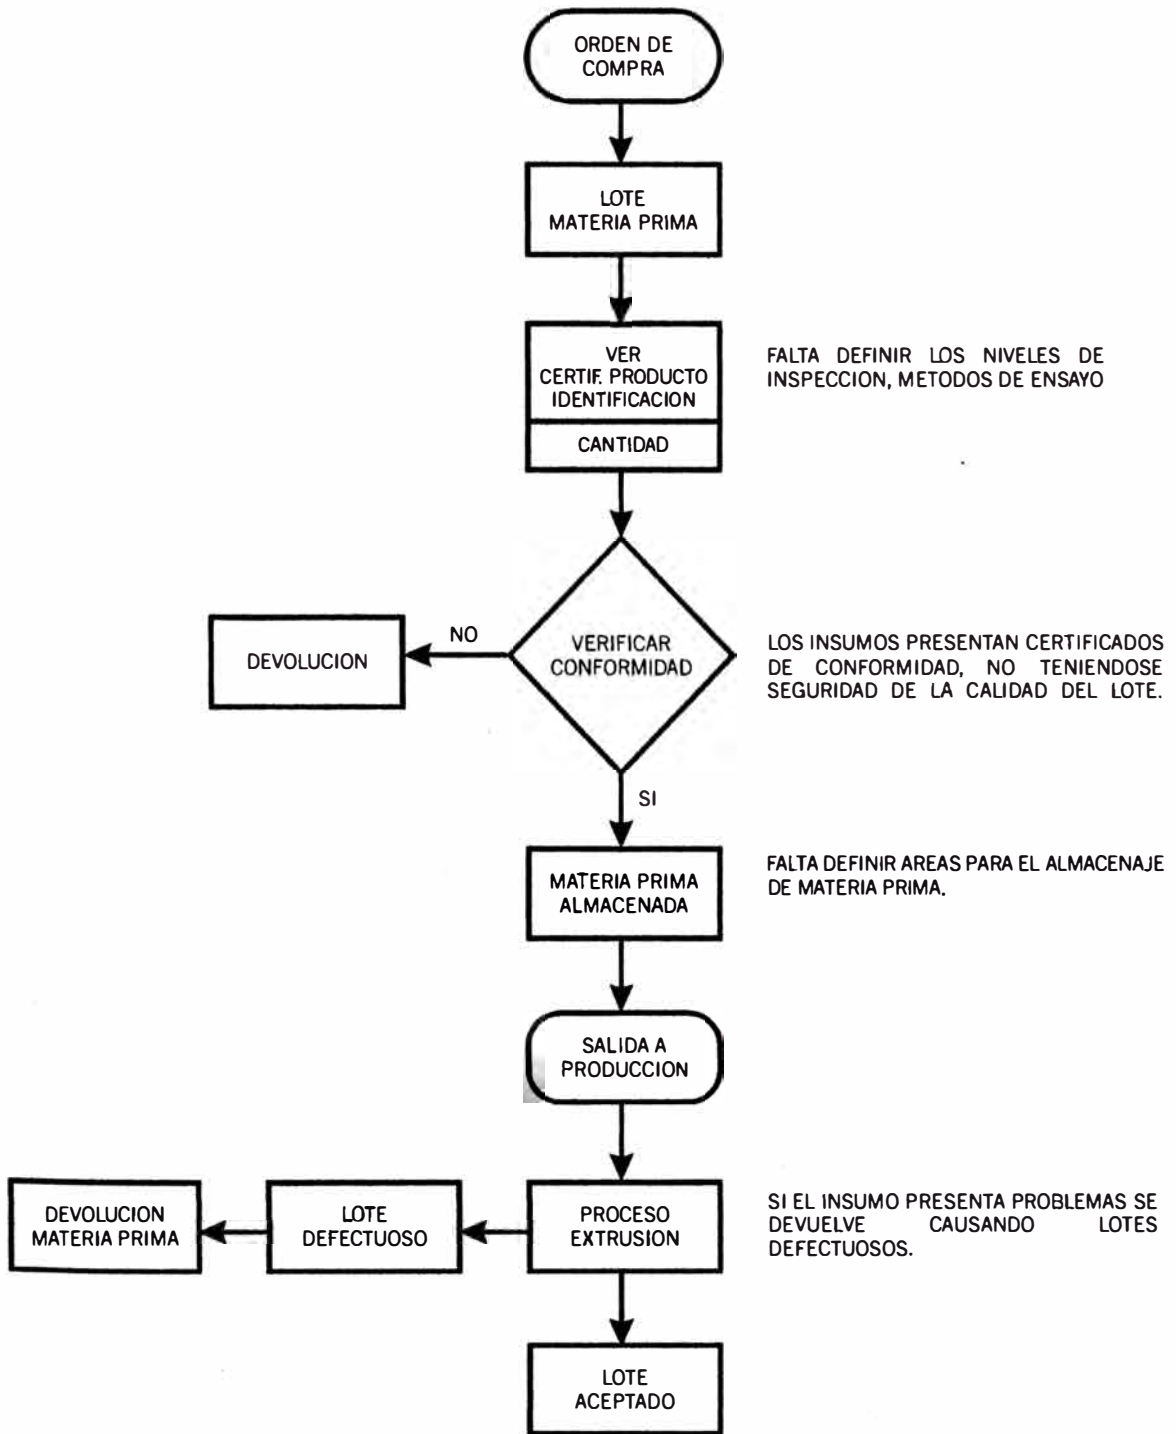 ORDEN DE
COMPRA
LOTE
MATERIA PRIMA
VER
CERTIF. PRODUCTO
IDENTIFICACION
CANTIDAD
FALTA DEFINIR LOS NIVELES DE
INSPECCION, METODOS DE ENSAYO
DEVOLUCION
NO
VERIFICAR
CONFORMIDAD
LOS INSUMOS PRESENTAN CERTIFICADOS
DE CONFORMIDAD, NO TENIENDOSE
SEGURIDAD DE LA CALIDAD DEL LOTE.
SI
MATERIA PRIMA
ALMACENADA
FALTA DEFINIR AREAS PARA EL ALMACENAJE
DE MATERIA PRIMA.
SALIDA A
PRODUCCION
DEVOLUCION
MATERIA PRIMA
LOTE
DEFECTUOSO
PROCESO
EXTRUSION
SI EL INSUMO PRESENTA PROBLEMAS SE
DEVUELVE CAUSANDO LOTES
DEFECTUOSOS.
LOTE
ACEPTADO